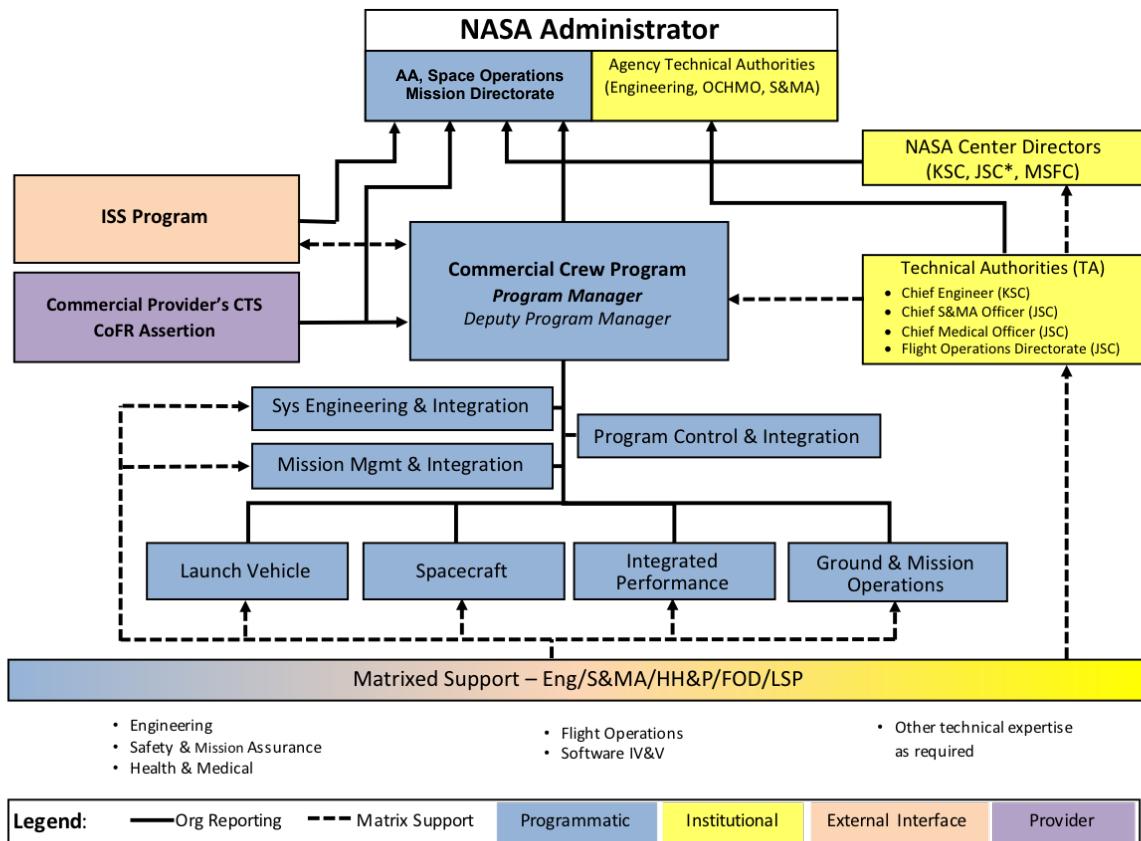 NASA Administrator
AA, Space Operations
Mission Directorate
Agency Technical Authorities
(Engineering, OCHMO, S&MA)
NASA Center Directors
(KSC, JSC*, MSFC)
ISS Program
Commercial Crew Program
Program Manager
Deputy Program Manager
Technical Authorities (TA)
• Chief Engineer (KSC)
• Chief S&MA Officer (JSC)
• Chief Medical Officer (JSC)
• Flight Operations Directorate (JSC)
Commercial Provider's CTS
CoFR Assertion
Sys Engineering & Integration
Program Control & Integration
Mission Mgmt & Integration
Launch Vehicle
Spacecraft
Integrated
Performance
Ground & Mission
Operations
Matrixed Support – Eng/S&MA/HH&P/FOD/LSP
• Engineering
• Safety & Mission Assurance
• Health & Medical
• Flight Operations
• Software IV&V
• Other technical expertise
as required
Legend:
Org Reporting
Matrix Support
Programmatic
Institutional
External Interface
Provider